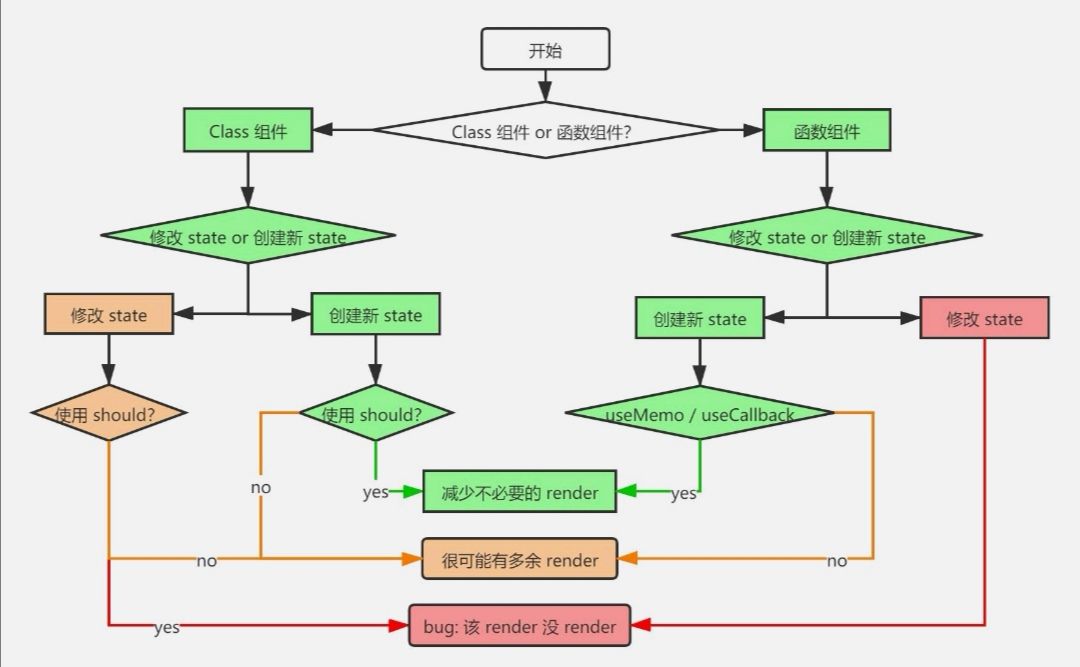 开始
Class 组件
Class 组件 or 函数组件?
函数组件
修改 state or 创建新 state
修改 state or 创建新 state
修改 state
创建新 state
创建新 state
修改 state
使用 should?
使用 should?
useMemo / useCallback
no
yes
减少不必要的 render
yes
no
很可能有多余 render
no
yes
bug: 该 render 没 render